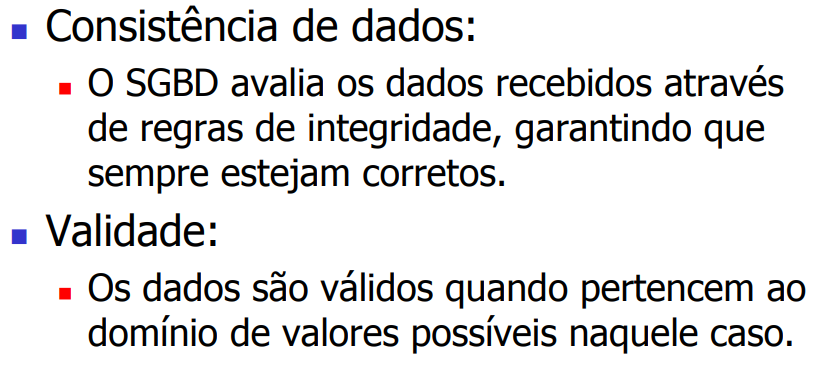 Consistência de dados:
O SGBD avalia os dados recebidos através
de regras de integridade, garantindo que
sempre estejam corretos.
Validade:
Os dados são válidos quando pertencem ao
domínio de valores possíveis naquele caso.